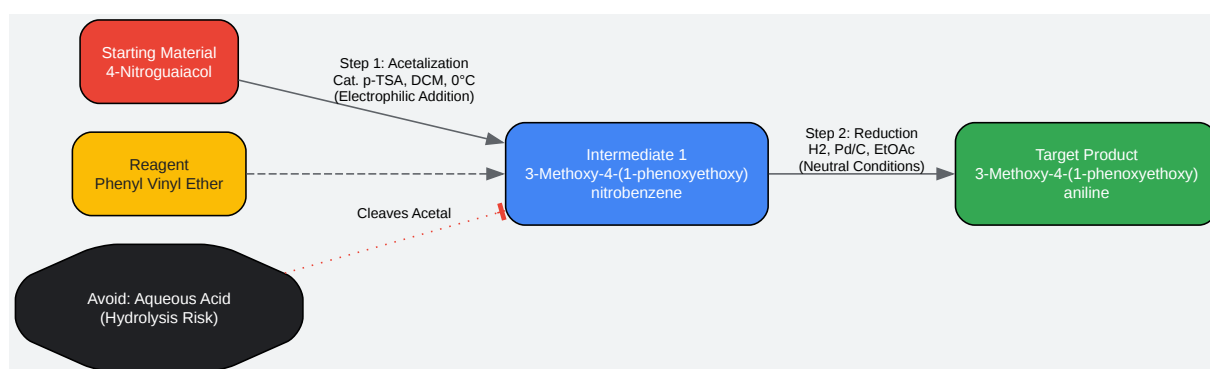 Starting Material
4-Nitroguaiacol
Step 1: Acetalization
Cat. p-TSA, DCM, 0°C
(Electrophilic Addition)
Reagent
Phenyl Vinyl Ether
Intermediate 1
3-Methoxy-4-(1-phenoxyethoxy)
nitrobenzene
Step 2: Reduction
H2, Pd/C, EtOAc
(Neutral Conditions)
Target Product
3-Methoxy-4-(1-phenoxyethoxy)
aniline
Cleaves Acetal
Avoid: Aqueous Acid
(Hydrolysis Risk)